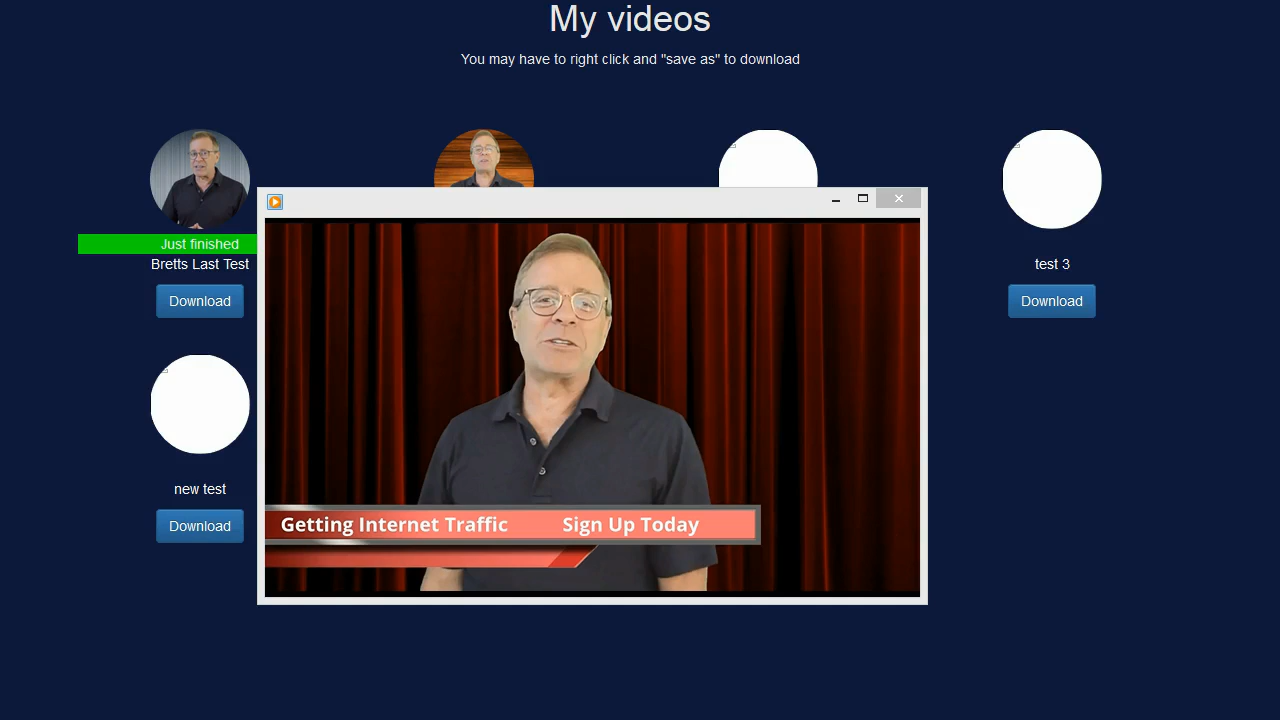 My videos
You may have to right click and "save as" to download
Just finished
Bretts Last Test
test 3
Download
Download
Getting Internet Traffic Sign Up Today
new test
Download